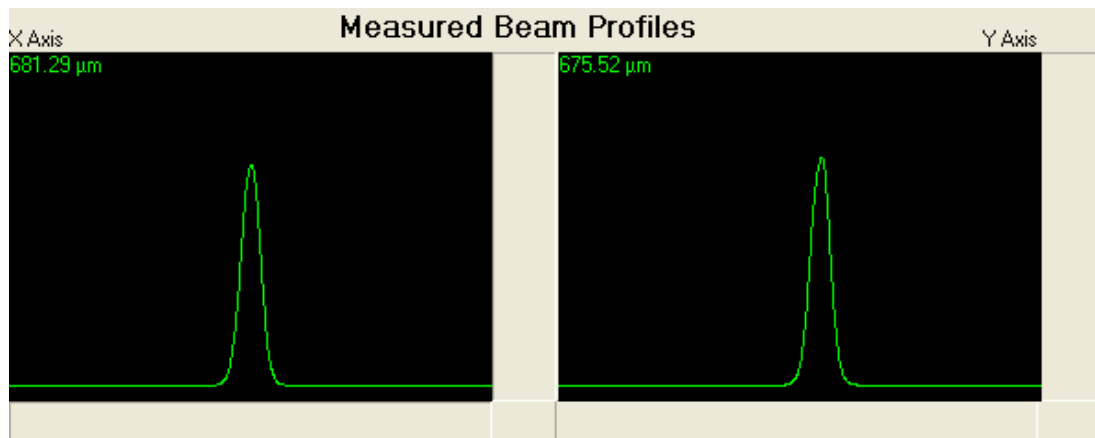 Measured Beam Profiles
X Axis
Y Axis
681.29 µm
675.52 µm